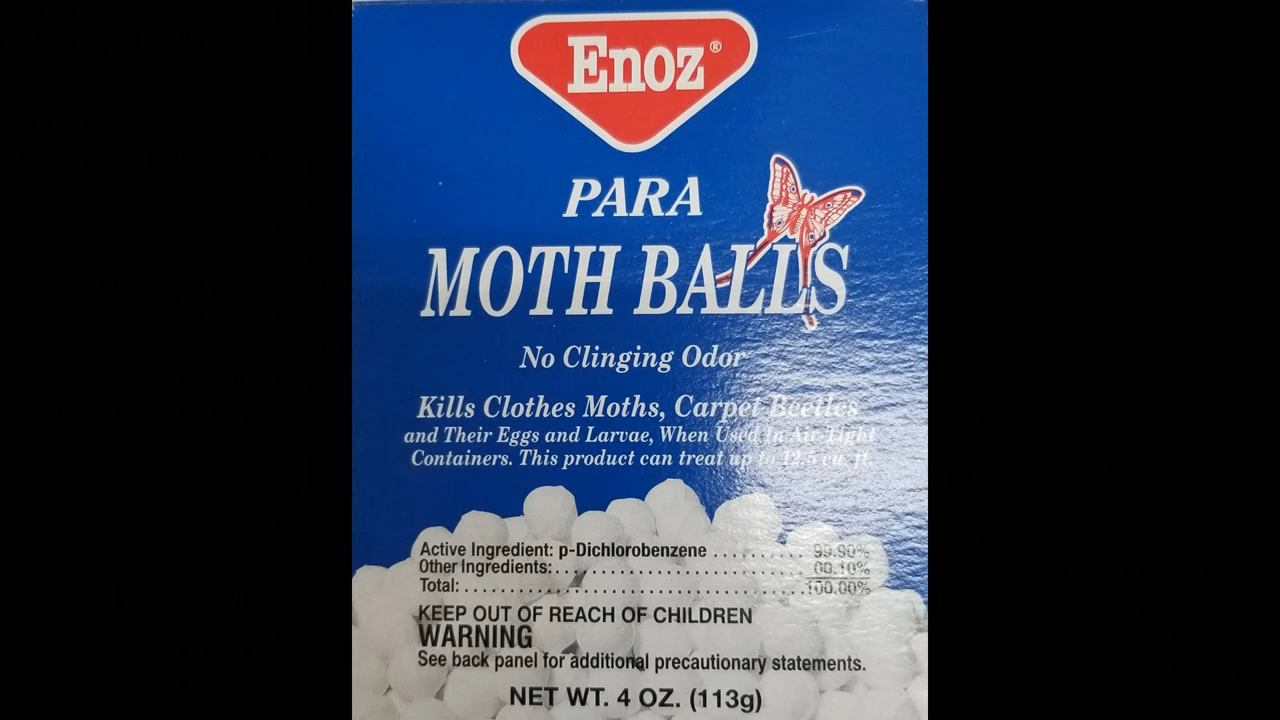 Enoz®
PARA
MOTH BALLS
No Clinging Odor
Kills Clothes Moths, Carpet Beetles
and Their Eggs and Larvae, When Used In Air-Tight
Containers. This product can treat up to 12.5 cu. ft.
Active Ingredient: p-Dichlorobenzene .......... 99.90%
Other Ingredients:.............................. 00.10%
Total:..........................................100.00%
KEEP OUT OF REACH OF CHILDREN
WARNING
See back panel for additional precautionary statements.
NET WT. 4 OZ. (113g)